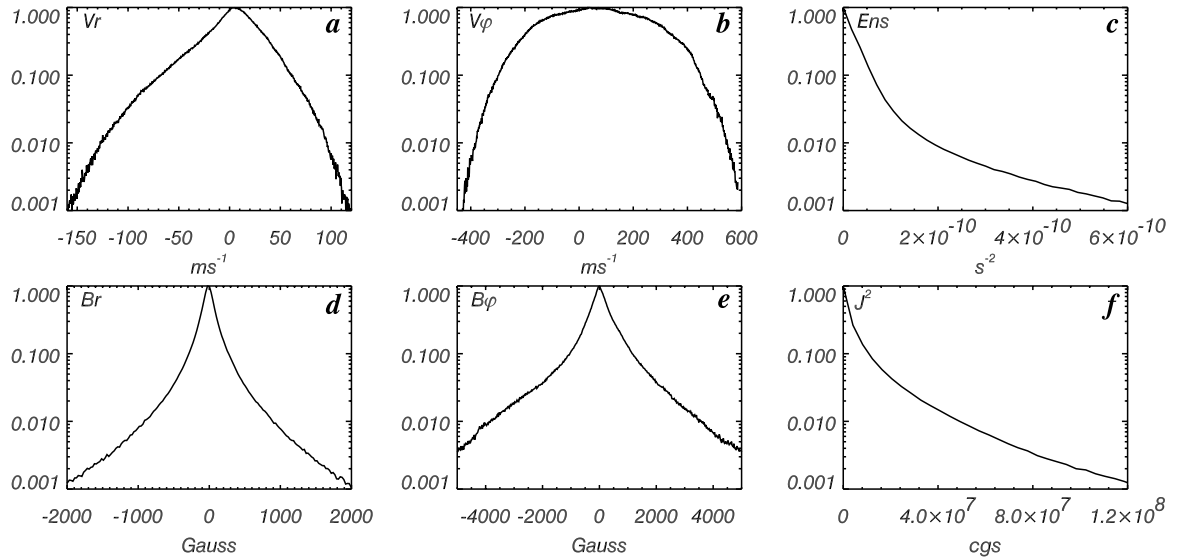 Vr a
1.000
0.100
0.010
0.001
-150 -100 -50 0 50 100
ms⁻¹
Vφ b
1.000
0.100
0.010
0.001
-400 -200 0 200 400 600
ms⁻¹
Ens c
1.000
0.100
0.010
0.001
0 2×10⁻¹⁰ 4×10⁻¹⁰ 6×10⁻¹⁰
s⁻²
Br d
1.000
0.100
0.010
0.001
-2000 -1000 0 1000 2000
Gauss
Bφ e
1.000
0.100
0.010
0.001
-4000 -2000 0 2000 4000
Gauss
J² f
1.000
0.100
0.010
0.001
0 4.0×10⁷ 8.0×10⁷ 1.2×10⁸
cgs